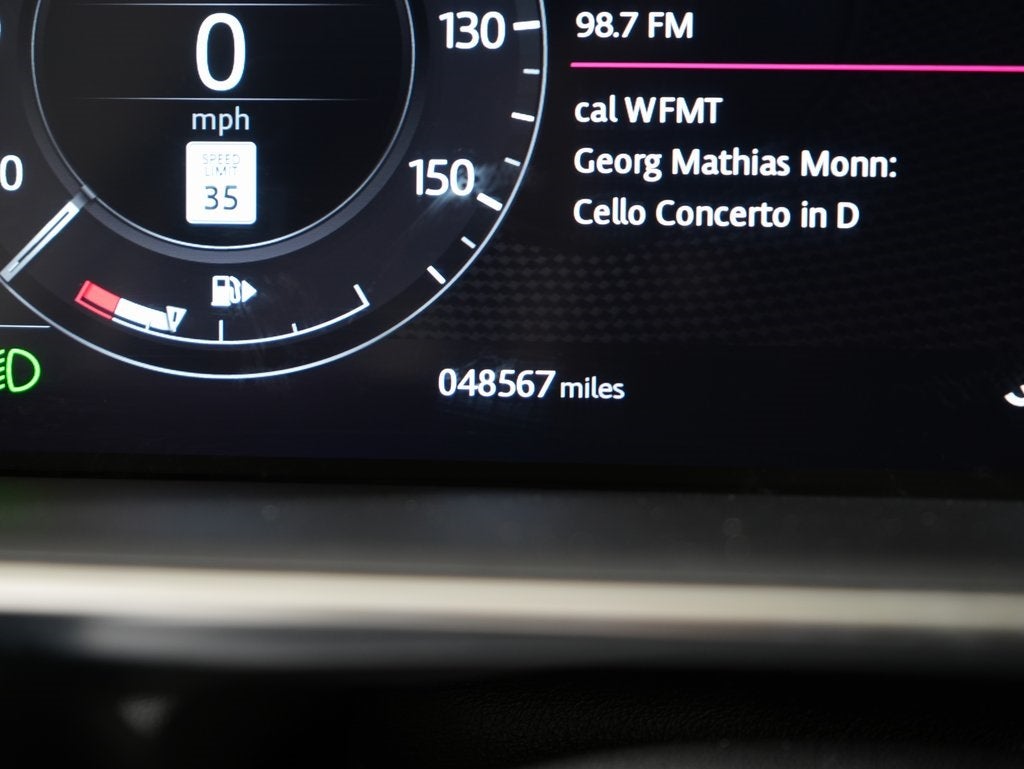 0
mph
SPEED
LIMIT
35
130
150
0
98.7 FM
cal WFMT
Georg Mathias Monn:
Cello Concerto in D
048567 miles